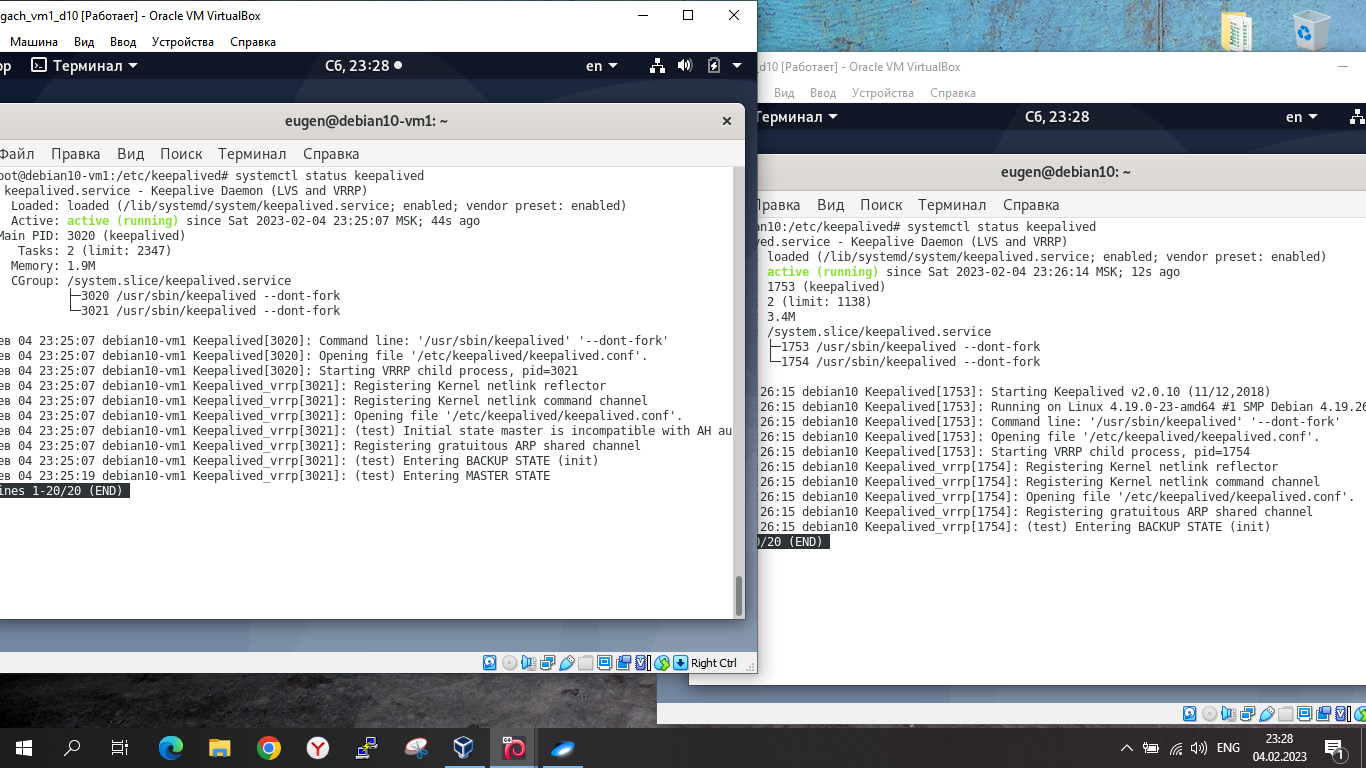 gach_vm1_d10 [Работает] - Oracle VM VirtualBox
Машина Вид Ввод Устройства Справка
ор Терминал Сб, 23:28 en
eugen@debian10-vm1: ~
Файл Правка Вид Поиск Терминал Справка
oot@debian10-vm1:/etc/keepalived# systemctl status keepalived
keepalived.service - Keepalive Daemon (LVS and VRRP)
Loaded: loaded (/lib/systemd/system/keepalived.service; enabled; vendor preset: enabled)
Active: active (running) since Sat 2023-02-04 23:25:07 MSK; 44s ago
Main PID: 3020 (keepalived)
Tasks: 2 (limit: 2347)
Memory: 1.9M
CGroup: /system.slice/keepalived.service
├─3020 /usr/sbin/keepalived --dont-fork
└─3021 /usr/sbin/keepalived --dont-fork
ев 04 23:25:07 debian10-vm1 Keepalived[3020]: Command line: '/usr/sbin/keepalived' '--dont-fork'
ев 04 23:25:07 debian10-vm1 Keepalived[3020]: Opening file '/etc/keepalived/keepalived.conf'.
ев 04 23:25:07 debian10-vm1 Keepalived[3020]: Starting VRRP child process, pid=3021
ев 04 23:25:07 debian10-vm1 Keepalived_vrrp[3021]: Registering Kernel netlink reflector
ев 04 23:25:07 debian10-vm1 Keepalived_vrrp[3021]: Registering Kernel netlink command channel
ев 04 23:25:07 debian10-vm1 Keepalived_vrrp[3021]: Opening file '/etc/keepalived/keepalived.conf'.
ев 04 23:25:07 debian10-vm1 Keepalived_vrrp[3021]: (test) Initial state master is incompatible with AH au
ев 04 23:25:07 debian10-vm1 Keepalived_vrrp[3021]: Registering gratuitous ARP shared channel
ев 04 23:25:07 debian10-vm1 Keepalived_vrrp[3021]: (test) Entering BACKUP STATE (init)
ев 04 23:25:19 debian10-vm1 Keepalived_vrrp[3021]: (test) Entering MASTER STATE
ines 1-20/20 (END)
Right Ctrl
_d10 [Работает] - Oracle VM VirtualBox
Вид Ввод Устройства Справка
Терминал Сб, 23:28 en
eugen@debian10: ~
Правка Вид Поиск Терминал Справка
an10:/etc/keepalived# systemctl status keepalived
ved.service - Keepalive Daemon (LVS and VRRP)
loaded (/lib/systemd/system/keepalived.service; enabled; vendor preset: enabled)
active (running) since Sat 2023-02-04 23:26:14 MSK; 12s ago
1753 (keepalived)
2 (limit: 1138)
3.4M
/system.slice/keepalived.service
├─1753 /usr/sbin/keepalived --dont-fork
└─1754 /usr/sbin/keepalived --dont-fork
:26:15 debian10 Keepalived[1753]: Starting Keepalived v2.0.10 (11/12,2018)
:26:15 debian10 Keepalived[1753]: Running on Linux 4.19.0-23-amd64 #1 SMP Debian 4.19.26
:26:15 debian10 Keepalived[1753]: Command line: '/usr/sbin/keepalived' '--dont-fork'
:26:15 debian10 Keepalived[1753]: Opening file '/etc/keepalived/keepalived.conf'.
:26:15 debian10 Keepalived[1753]: Starting VRRP child process, pid=1754
:26:15 debian10 Keepalived_vrrp[1754]: Registering Kernel netlink reflector
:26:15 debian10 Keepalived_vrrp[1754]: Registering Kernel netlink command channel
:26:15 debian10 Keepalived_vrrp[1754]: Opening file '/etc/keepalived/keepalived.conf'.
:26:15 debian10 Keepalived_vrrp[1754]: Registering gratuitous ARP shared channel
:26:15 debian10 Keepalived_vrrp[1754]: (test) Entering BACKUP STATE (init)
0/20 (END)
ENG
23:28
04.02.2023
1